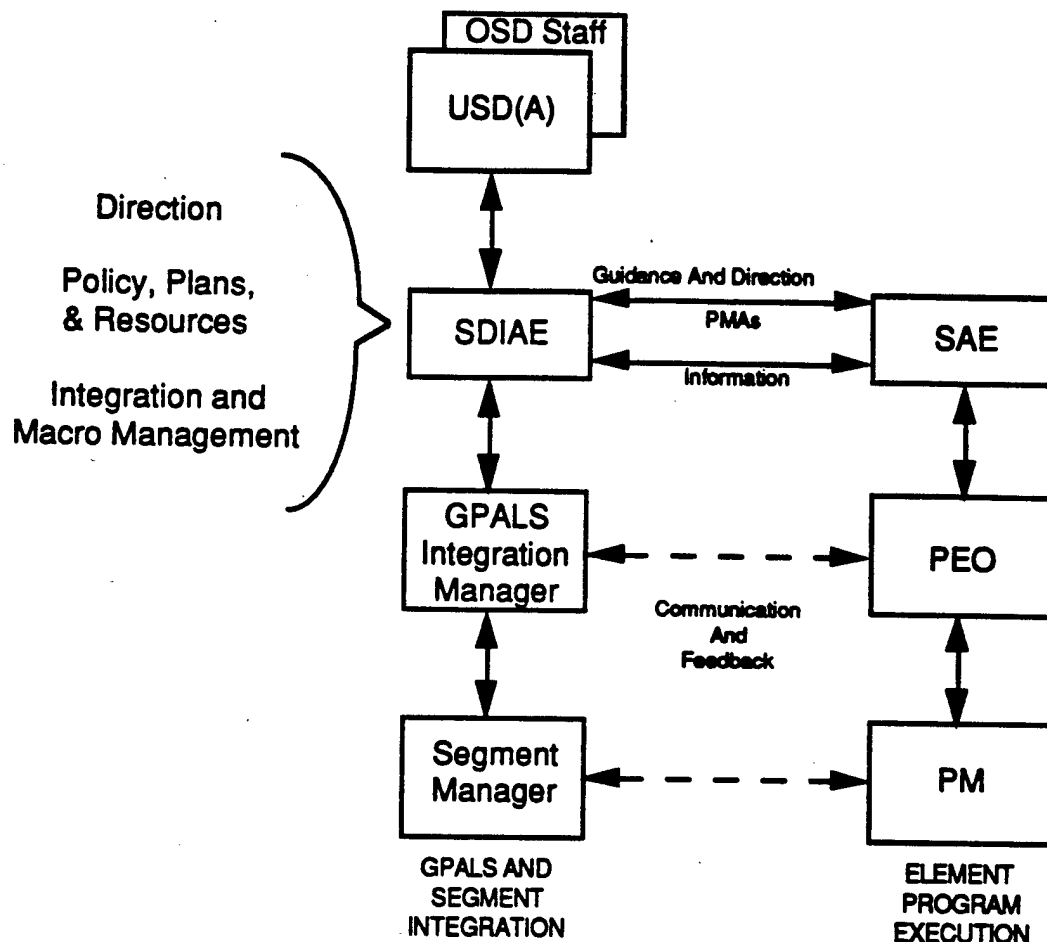 OSD Staff
USD(A)
Direction
Policy, Plans,
& Resources
Integration and
Macro Management
Guidance And Direction
PMAs
Information
SDIAE
SAE
GPALS
Integration
Manager
PEO
Communication
And
Feedback
Segment
Manager
PM
GPALS AND
SEGMENT
INTEGRATION
ELEMENT
PROGRAM
EXECUTION